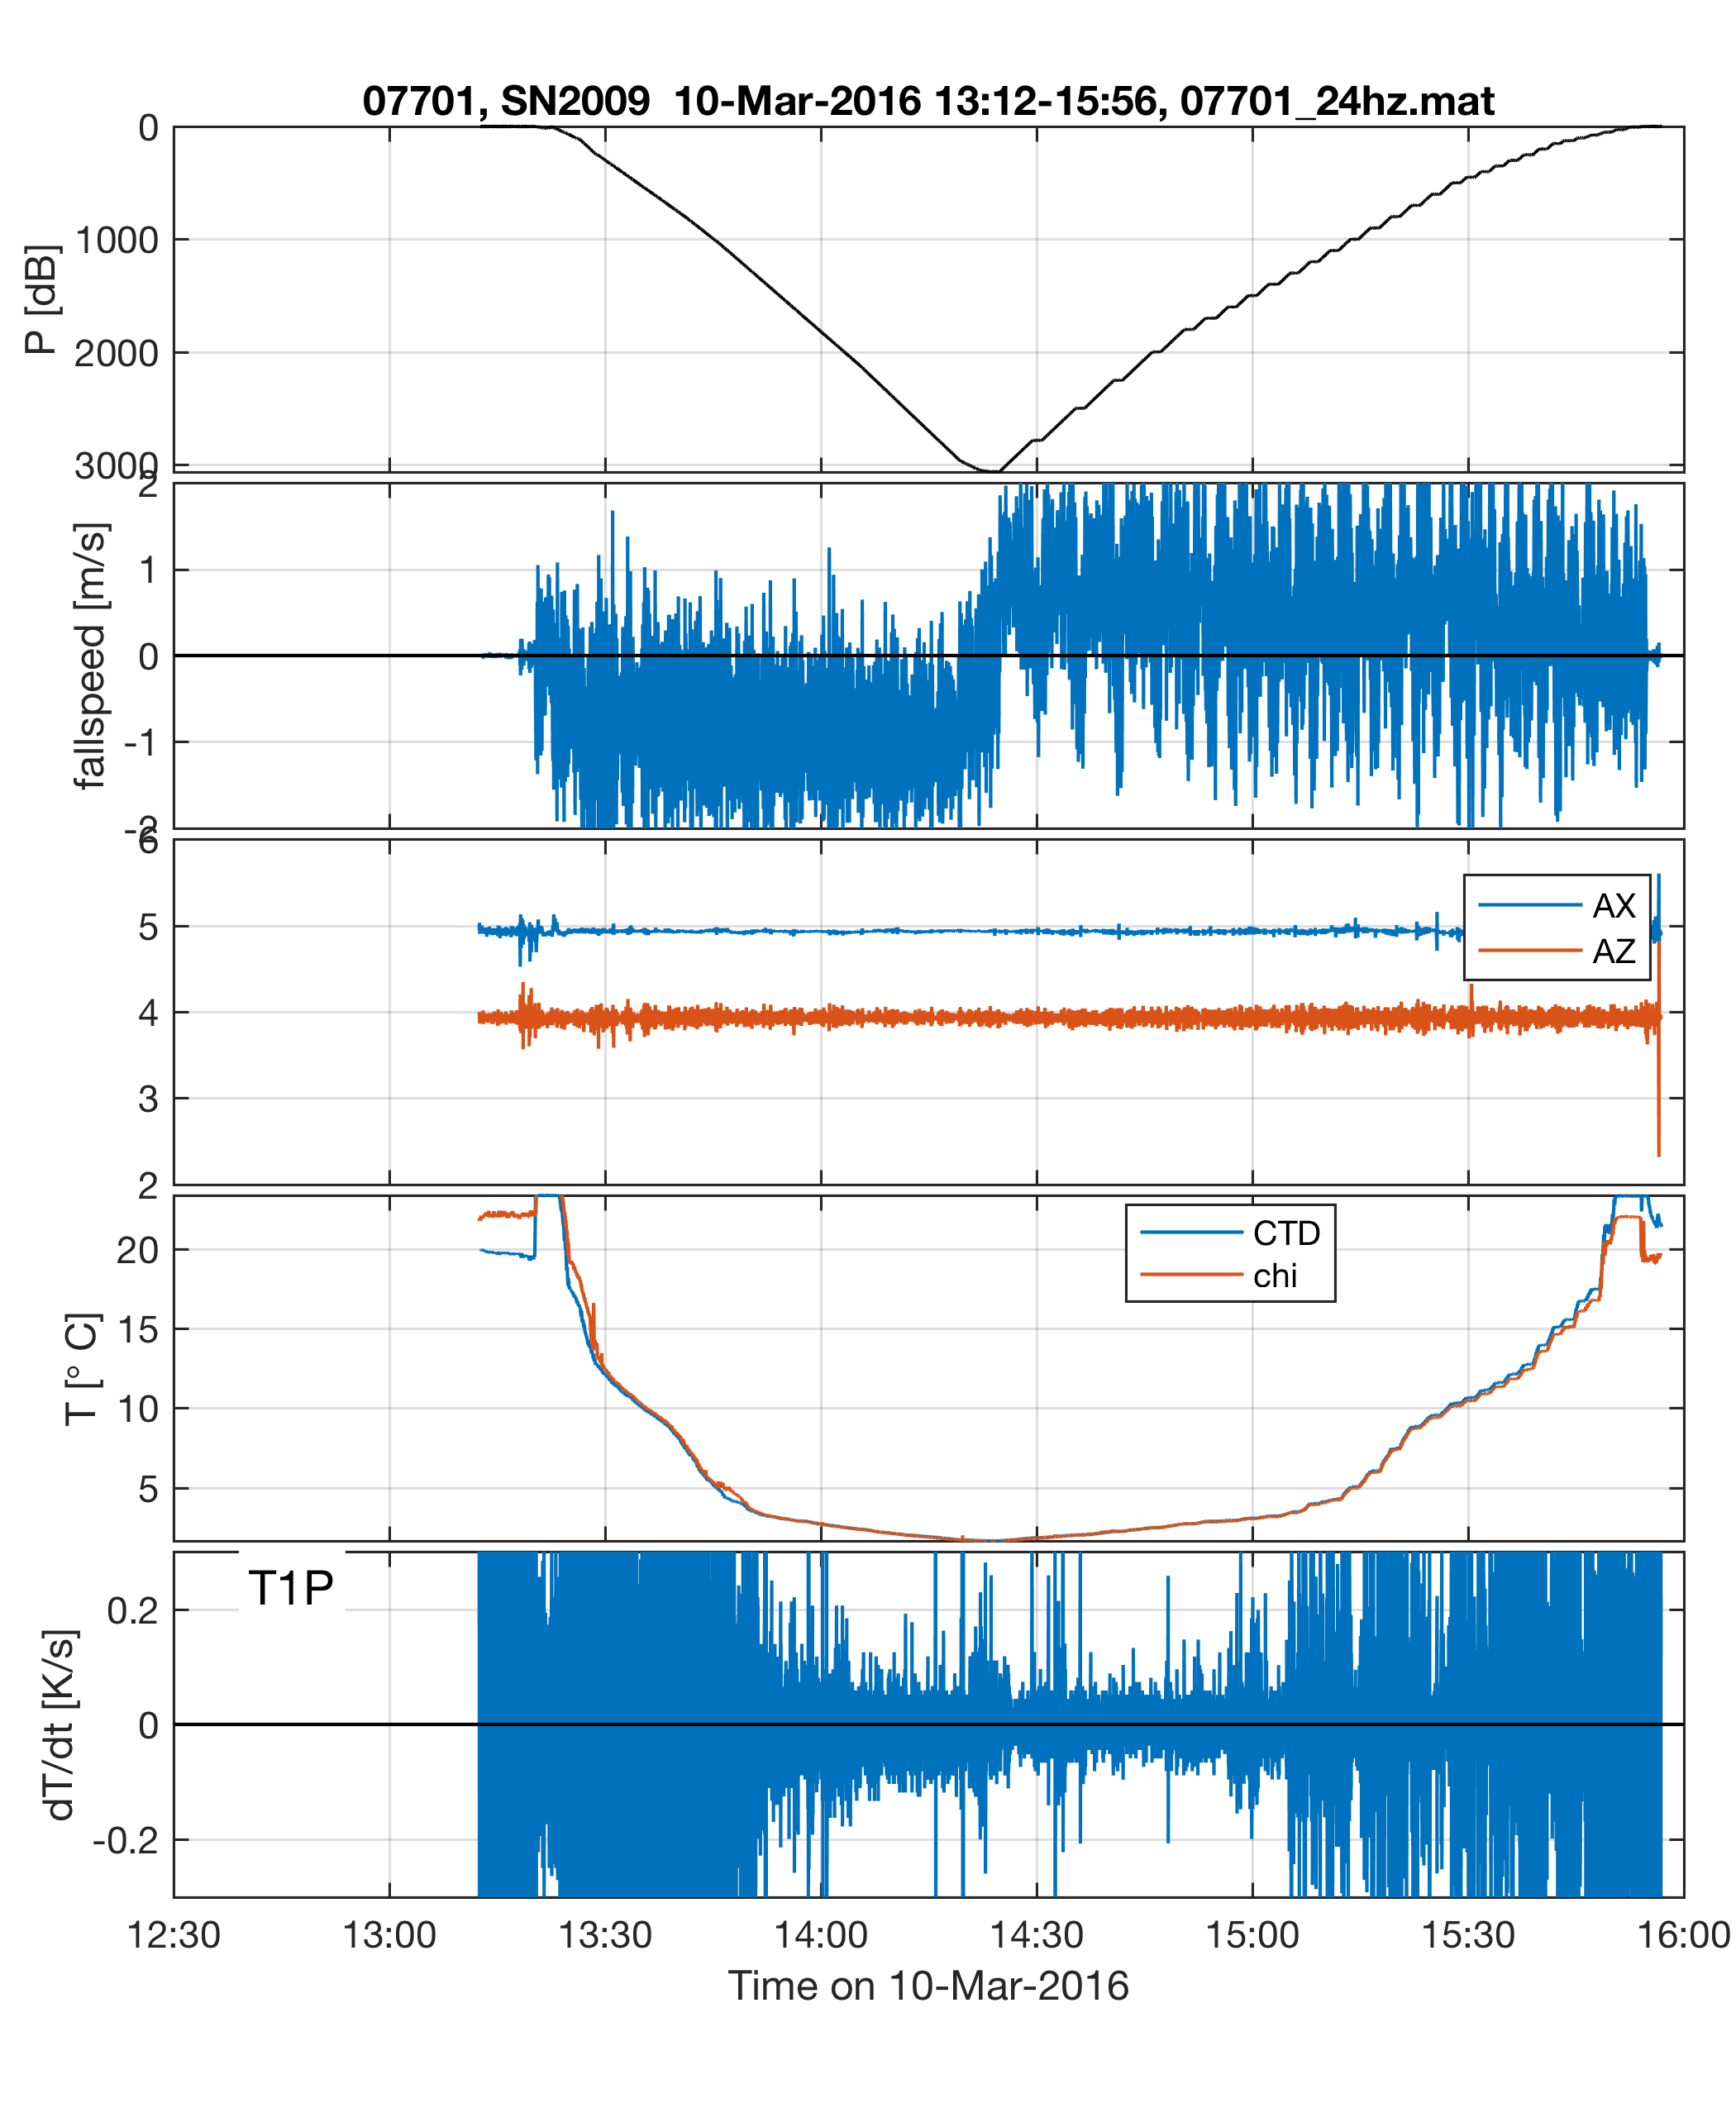 07701, SN2009  10-Mar-2016 13:12-15:56, 07701_24hz.mat
P [dB]
0
1000
2000
3000
fallspeed [m/s]
2
1
0
-1
-2
6
5
4
3
2
AX
AZ
T [° C]
20
15
10
5
CTD
chi
T1P
dT/dt [K/s]
0.2
0
-0.2
12:30 13:00 13:30 14:00 14:30 15:00 15:30 16:00
Time on 10-Mar-2016